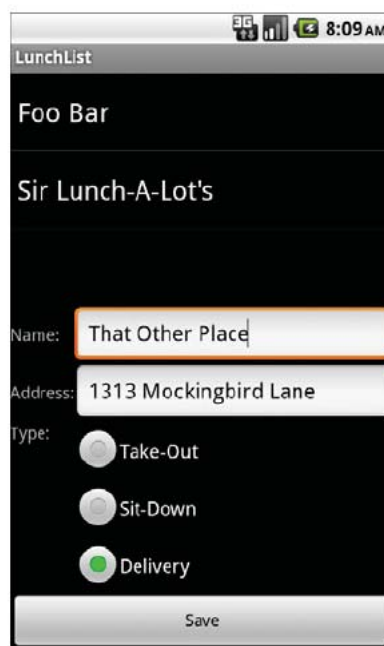 3G 8:09 AM
LunchList
Foo Bar
Sir Lunch-A-Lot's
Name: That Other Place
Address: 1313 Mockingbird Lane
Type:
Take-Out
Sit-Down
Delivery
Save